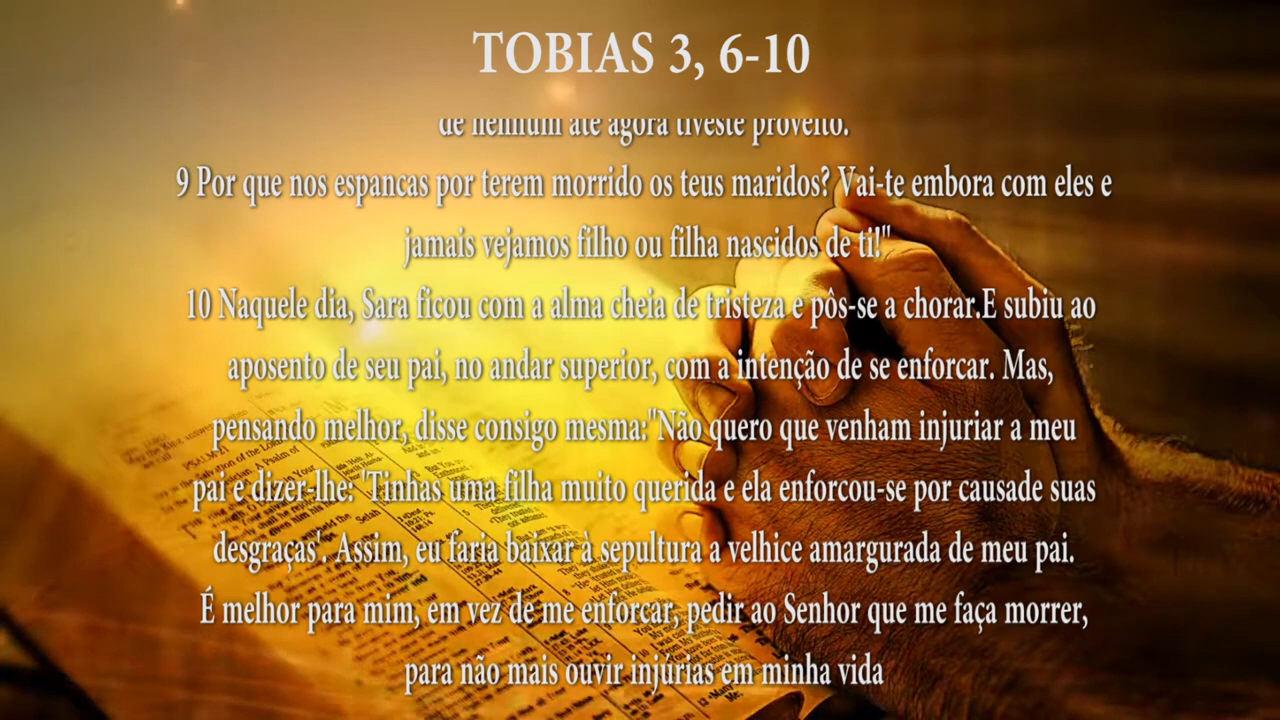 TOBIAS 3, 6-10
de nenhum até agora tiveste proveito.
9 Por que nos espancas por terem morrido os teus maridos? Vai-te embora com eles e
jamais vejamos filho ou filha nascidos de ti!"
10 Naquele dia, Sara ficou com a alma cheia de tristeza e pôs-se a chorar.E subiu ao
aposento de seu pai, no andar superior, com a intenção de se enforcar. Mas,
pensando melhor, disse consigo mesma:"Não quero que venham injuriar a meu
pai e dizer-lhe: 'Tinhas uma filha muito querida e ela enforcou-se por causade suas
desgraças'. Assim, eu faria baixar à sepultura a velhice amargurada de meu pai.
É melhor para mim, em vez de me enforcar, pedir ao Senhor que me faça morrer,
para não mais ouvir injúrias em minha vida